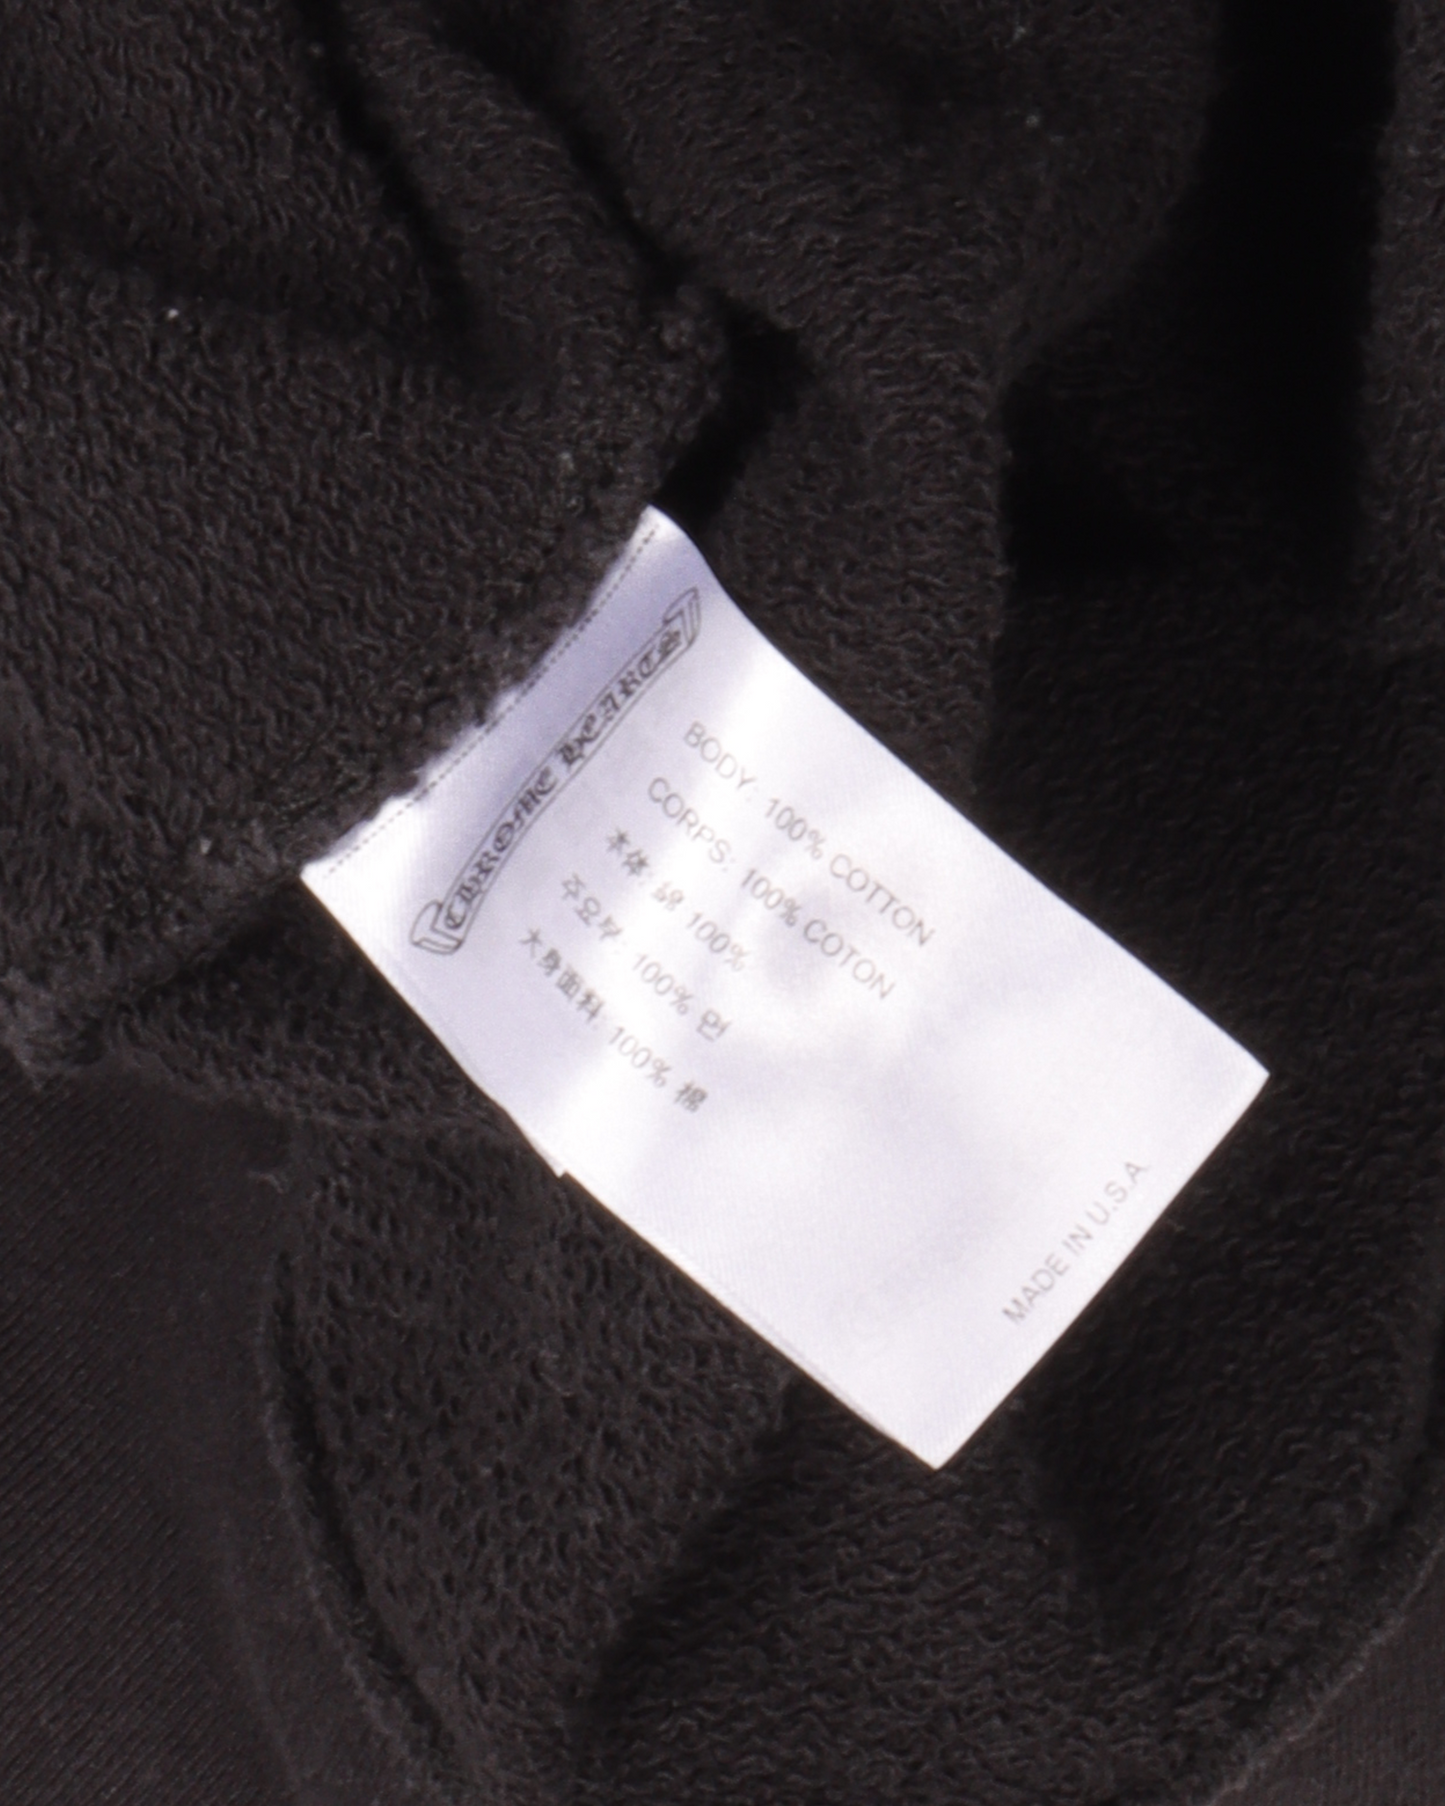 CHROME HEARTS
BODY: 100% COTTON
CORPS: 100% COTON
本体: 綿 100%
주요부: 100% 면
大身面料 100% 棉
MADE IN U.S.A.